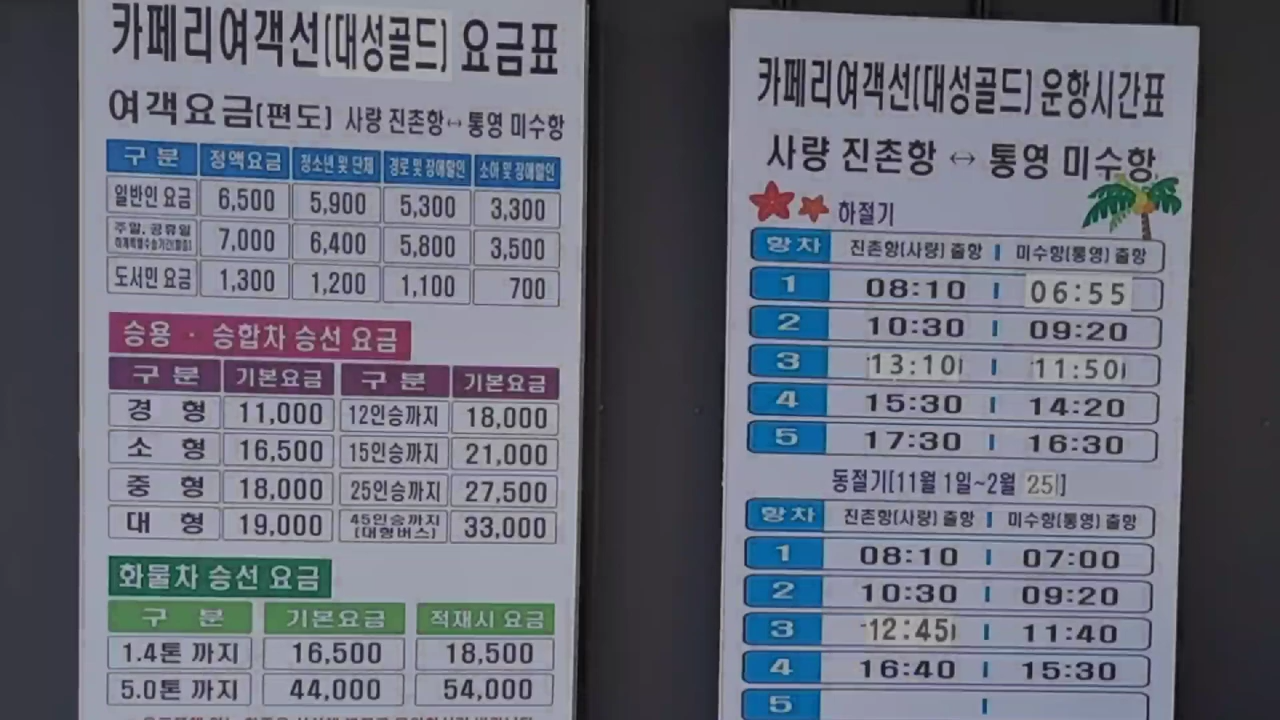 카페리여객선(대성골드) 요금표
여객요금(편도) 사량 진촌항↔통영 미수항
구 분 정액요금 청소년 및 단체 경로 및 장애할인 소아 및 장애할인
일반인 요금 6,500 5,900 5,300 3,300
주말, 공휴일 7,000 6,400 5,800 3,500
도서민 요금 1,300 1,200 1,100 700
승용 · 승합차 승선 요금
구 분 기본요금 구 분 기본요금
경 형 11,000 12인승까지 18,000
소 형 16,500 15인승까지 21,000
중 형 18,000 25인승까지 27,500
대 형 19,000 45인승까지 (대형버스) 33,000
화물차 승선 요금
구 분 기본요금 적재시 요금
1.4톤 까지 16,500 18,500
5.0톤 까지 44,000 54,000
카페리여객선(대성골드) 운항시간표
사량 진촌항 ↔ 통영 미수항
하절기
항차 진촌항(사량) 출항 미수항(통영) 출항
1 08:10 06:55
2 10:30 09:20
3 13:10 11:50
4 15:30 14:20
5 17:30 16:30
동절기[11월 1일~2월 25]
항차 진촌항(사량) 출항 미수항(통영) 출항
1 08:10 07:00
2 10:30 09:20
3 12:45 11:40
4 16:40 15:30
5